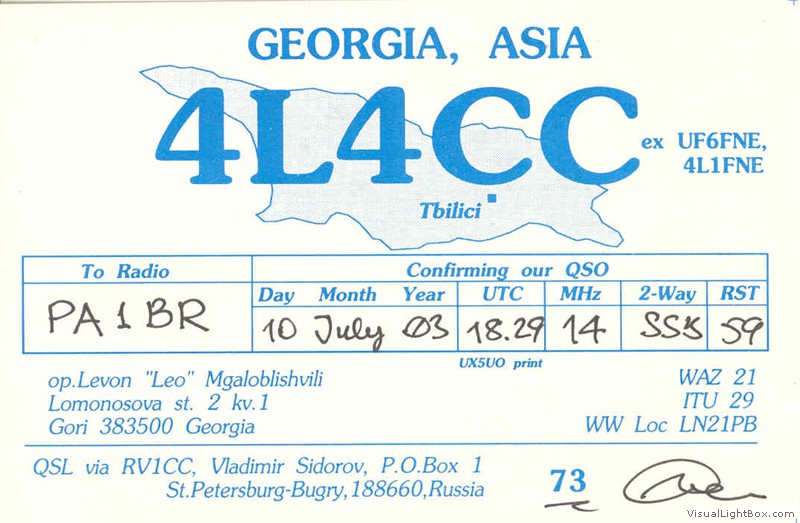 GEORGIA, ASIA
4L4CC
ex UF6FNE,
4L1FNE
Tbilici
To Radio
Confirming our QSO
Day Month Year UTC MHz 2-Way RST
PA1BR
10 July 03 18.29 14 SSB 59
UX5UO print
op.Levon "Leo" Mgaloblishvili
Lomonosova st. 2 kv.1
Gori 383500 Georgia
WAZ 21
ITU 29
WW Loc LN21PB
QSL via RV1CC, Vladimir Sidorov, P.O.Box 1
St.Petersburg-Bugry,188660,Russia
73
VisualLightBox.com